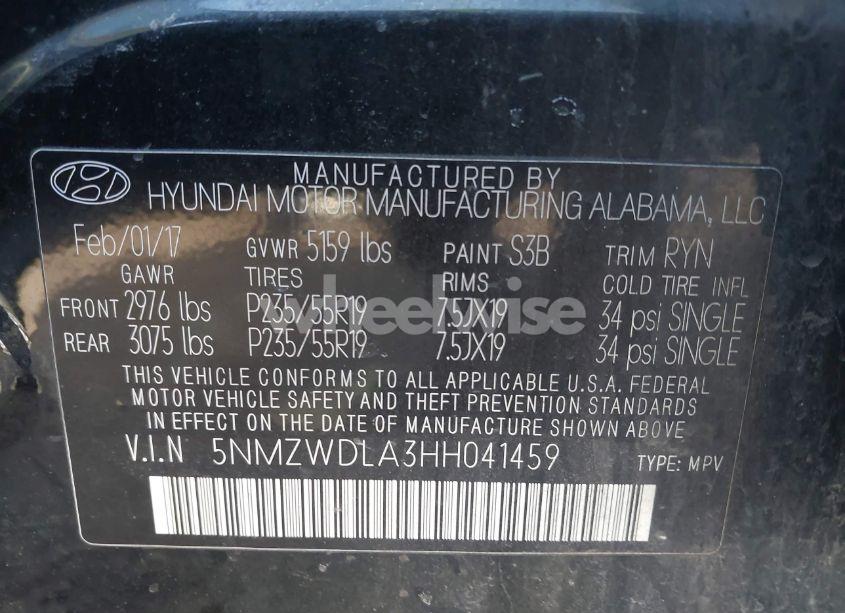 MANUFACTURED BY
HYUNDAI MOTOR MANUFACTURING ALABAMA, LLC
Feb/01/17 GVWR 5159 lbs PAINT S3B TRIM RYN
GAWR TIRES RIMS COLD TIRE INFL
FRONT 2976 lbs P235/55R19 7.5JX19 34 psi SINGLE
REAR 3075 lbs P235/55R19 7.5JX19 34 psi SINGLE
wheelwise
THIS VEHICLE CONFORMS TO ALL APPLICABLE U.S.A. FEDERAL
MOTOR VEHICLE SAFETY AND THEFT PREVENTION STANDARDS
IN EFFECT ON THE DATE OF MANUFACTURE SHOWN ABOVE
V.I.N 5NMZWDLA3HH041459 TYPE: MPV